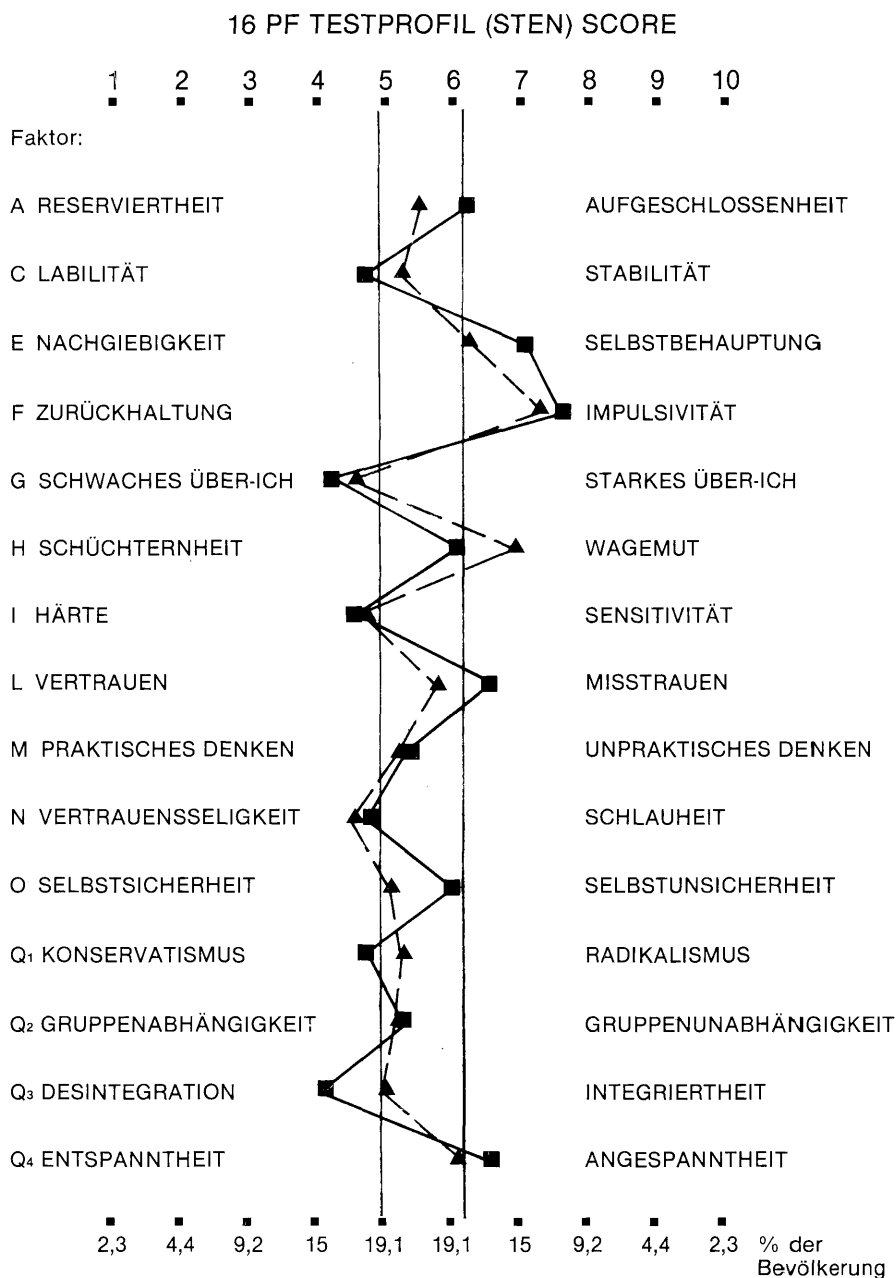 16 PF TESTPROFIL (STEN) SCORE
1 2 3 4 5 6 7 8 9 10
Faktor:
A RESERVIERTHEIT AUFGESCHLOSSENHEIT
C LABILITÄT STABILITÄT
E NACHGIEBIGKEIT SELBSTBEHAUPTUNG
F ZURÜCKHALTUNG IMPULSIVITÄT
G SCHWACHES ÜBER-ICH STARKES ÜBER-ICH
H SCHÜCHTERNHEIT WAGEMUT
I HÄRTE SENSITIVITÄT
L VERTRAUEN MISSTRAUEN
M PRAKTISCHES DENKEN UNPRAKTISCHES DENKEN
N VERTRAUENSSELIGKEIT SCHLAUHEIT
O SELBSTSICHERHEIT SELBSTUNSICHERHEIT
Q1 KONSERVATISMUS RADIKALISMUS
Q2 GRUPPENABHÄNGIGKEIT GRUPPENUNABHÄNGIGKEIT
Q3 DESINTEGRATION INTEGRIERTHEIT
Q4 ENTSPANNTHEIT ANGESPANNTHEIT
2,3 4,4 9,2 15 19,1 19,1 15 9,2 4,4 2,3 % der
Bevölkerung